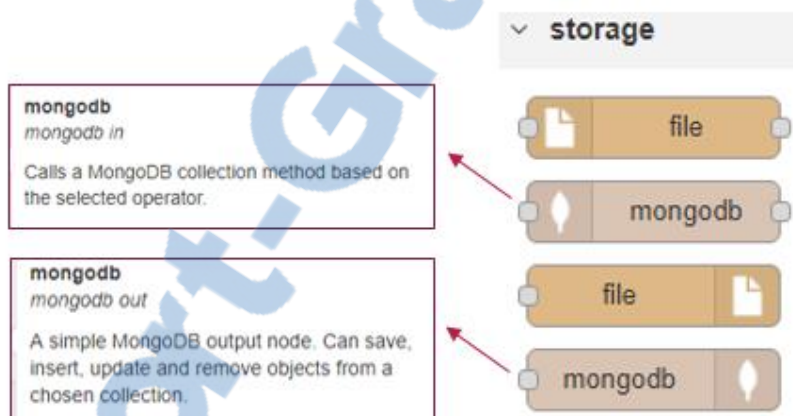 storage
mongodb
mongodb in
Calls a MongoDB collection method based on
the selected operator.
file
mongodb
mongodb
mongodb out
A simple MongoDB output node. Can save,
insert, update and remove objects from a
chosen collection.
file
mongodb